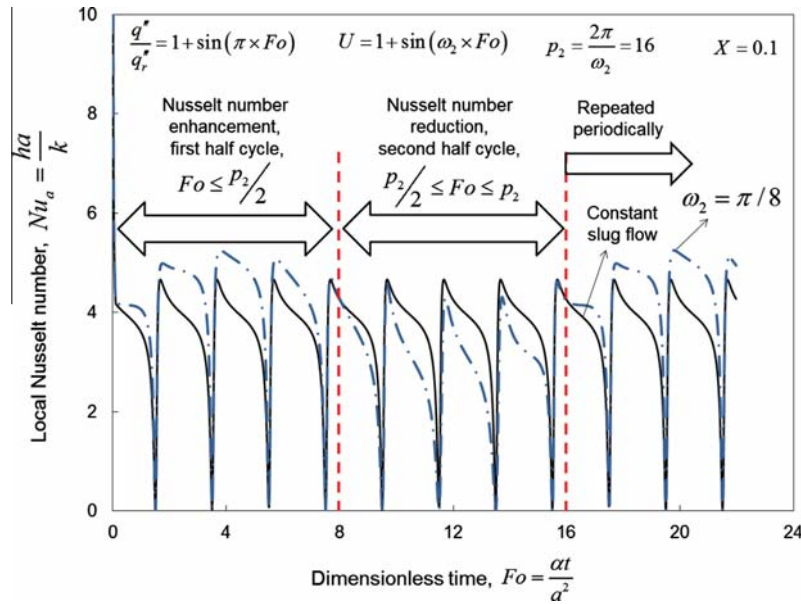 q″/q″ᵣ = 1 + sin(π × Fo)   U = 1 + sin(ω₂ × Fo)   p₂ = 2π/ω₂ = 16   X = 0.1
Nusselt number
enhancement,
first half cycle,
Fo ≤ p₂/2
Nusselt number
reduction,
second half cycle,
p₂/2 ≤ Fo ≤ p₂
Repeated
periodically
Constant
slug flow
ω₂ = π / 8
Local Nusselt number, Nuₐ = ha/k
10
8
6
4
2
0
0 4 8 12 16 20 24
Dimensionless time, Fo = αt/a²